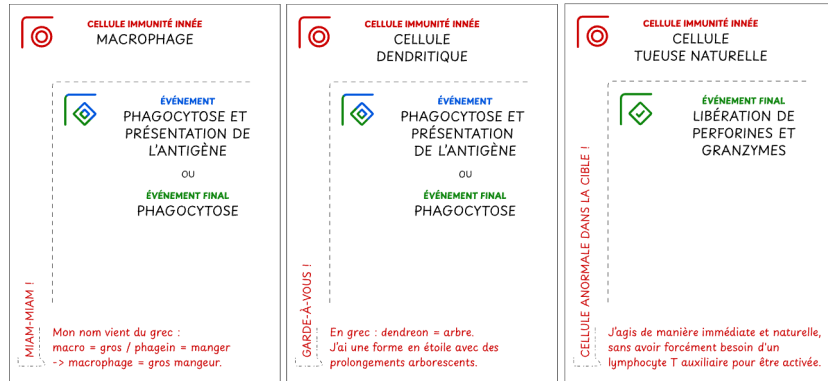 CELLULE IMMUNITÉ INNÉE
MACROPHAGE
ÉVÉNEMENT
PHAGOCYTOSE ET
PRÉSENTATION DE
L'ANTIGÈNE
OU
ÉVÉNEMENT FINAL
PHAGOCYTOSE
MIAM-MIAM !
Mon nom vient du grec :
macro = gros / phagein = manger
-> macrophage = gros mangeur.
CELLULE IMMUNITÉ INNÉE
CELLULE
DENDRITIQUE
ÉVÉNEMENT
PHAGOCYTOSE ET
PRÉSENTATION
DE L'ANTIGÈNE
OU
ÉVÉNEMENT FINAL
PHAGOCYTOSE
GARDE-À-VOUS !
En grec : dendreon = arbre.
J'ai une forme en étoile avec des
prolongements arborescents.
CELLULE IMMUNITÉ INNÉE
CELLULE
TUEUSE NATURELLE
ÉVÉNEMENT FINAL
LIBÉRATION DE
PERFORINES ET
GRANZYMES
CELLULE ANORMALE DANS LA CIBLE !
J'agis de manière immédiate et naturelle,
sans avoir forcément besoin d'un
lymphocyte T auxiliaire pour être activée.